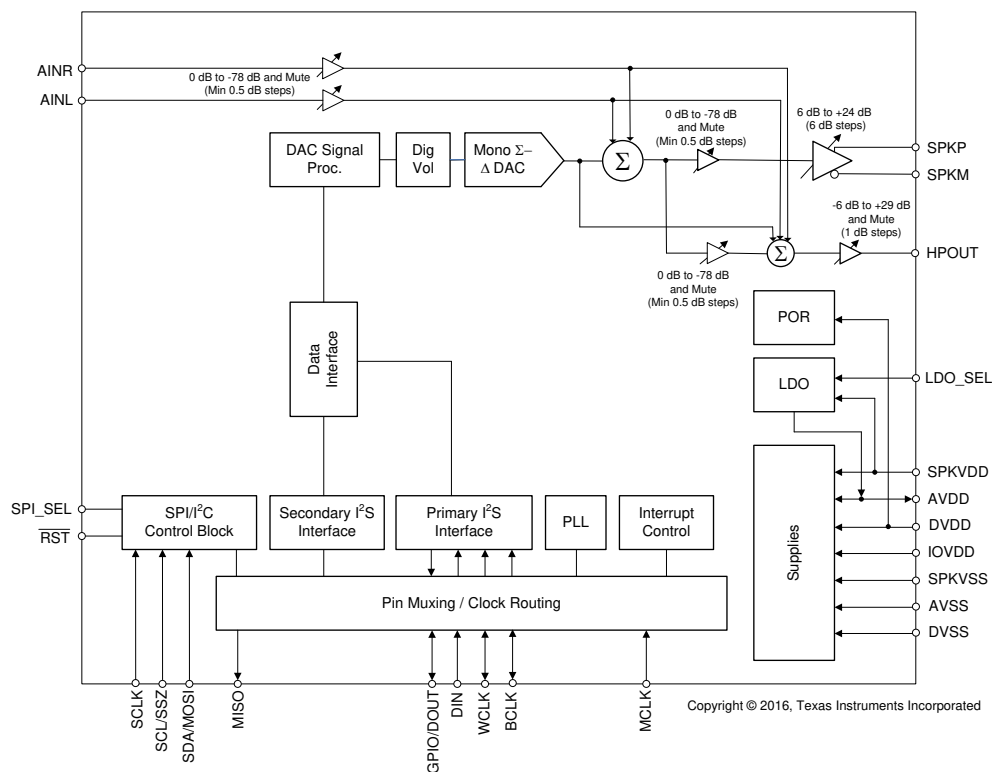 AINR
AINL
0 dB to -78 dB and Mute
(Min 0.5 dB steps)
0 dB to -78 dB
and Mute
(Min 0.5 dB steps)
6 dB to +24 dB
(6 dB steps)
DAC Signal
Proc.
Dig
Vol
Mono Σ–
Δ DAC
Σ
SPKP
SPKM
-6 dB to +29 dB
and Mute
(1 dB steps)
Σ
HPOUT
0 dB to -78 dB
and Mute
(Min 0.5 dB steps)
Data
Interface
POR
LDO
LDO_SEL
Supplies
SPKVDD
AVDD
DVDD
IOVDD
SPKVSS
AVSS
DVSS
SPI_SEL
RST
SPI/I²C
Control Block
Secondary I²S
Interface
Primary I²S
Interface
PLL
Interrupt
Control
Pin Muxing / Clock Routing
SCLK
SCL/SSZ
SDA/MOSI
MISO
GPIO/DOUT
DIN
WCLK
BCLK
MCLK
Copyright © 2016, Texas Instruments Incorporated